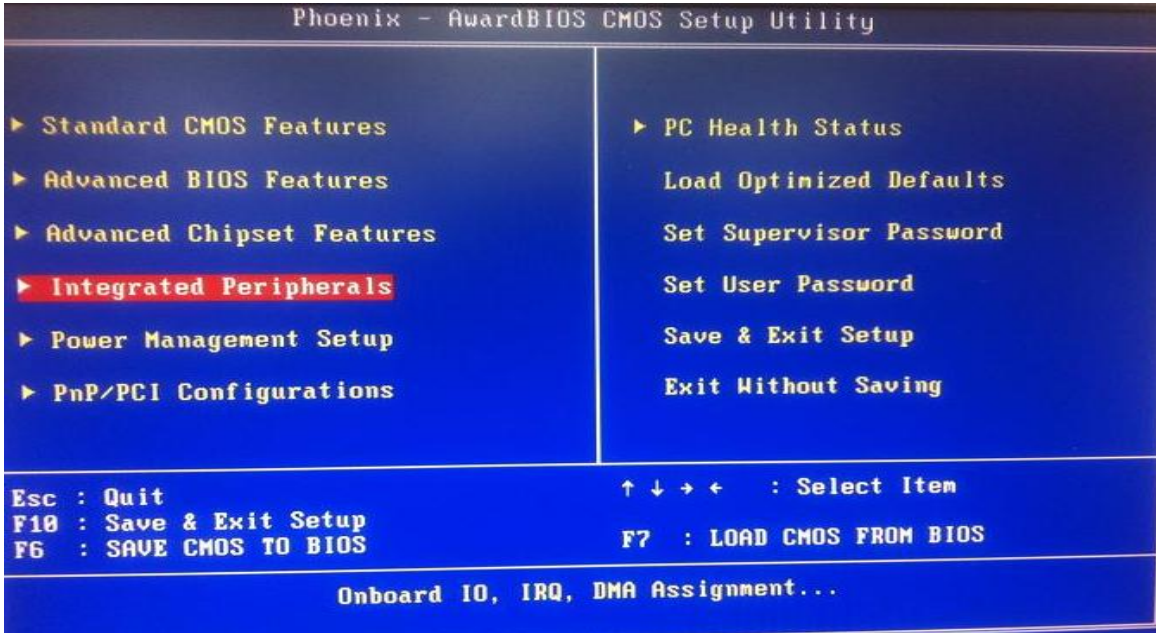 Phoenix - AwardBIOS CMOS Setup Utility
▶ Standard CMOS Features
▶ Advanced BIOS Features
▶ Advanced Chipset Features
▶ Integrated Peripherals
▶ Power Management Setup
▶ PnP/PCI Configurations
▶ PC Health Status
Load Optimized Defaults
Set Supervisor Password
Set User Password
Save & Exit Setup
Exit Without Saving
Esc : Quit
F10 : Save & Exit Setup
F6 : SAVE CMOS TO BIOS
↑ ↓ → ← : Select Item
F7 : LOAD CMOS FROM BIOS
Onboard IO, IRQ, DMA Assignment...